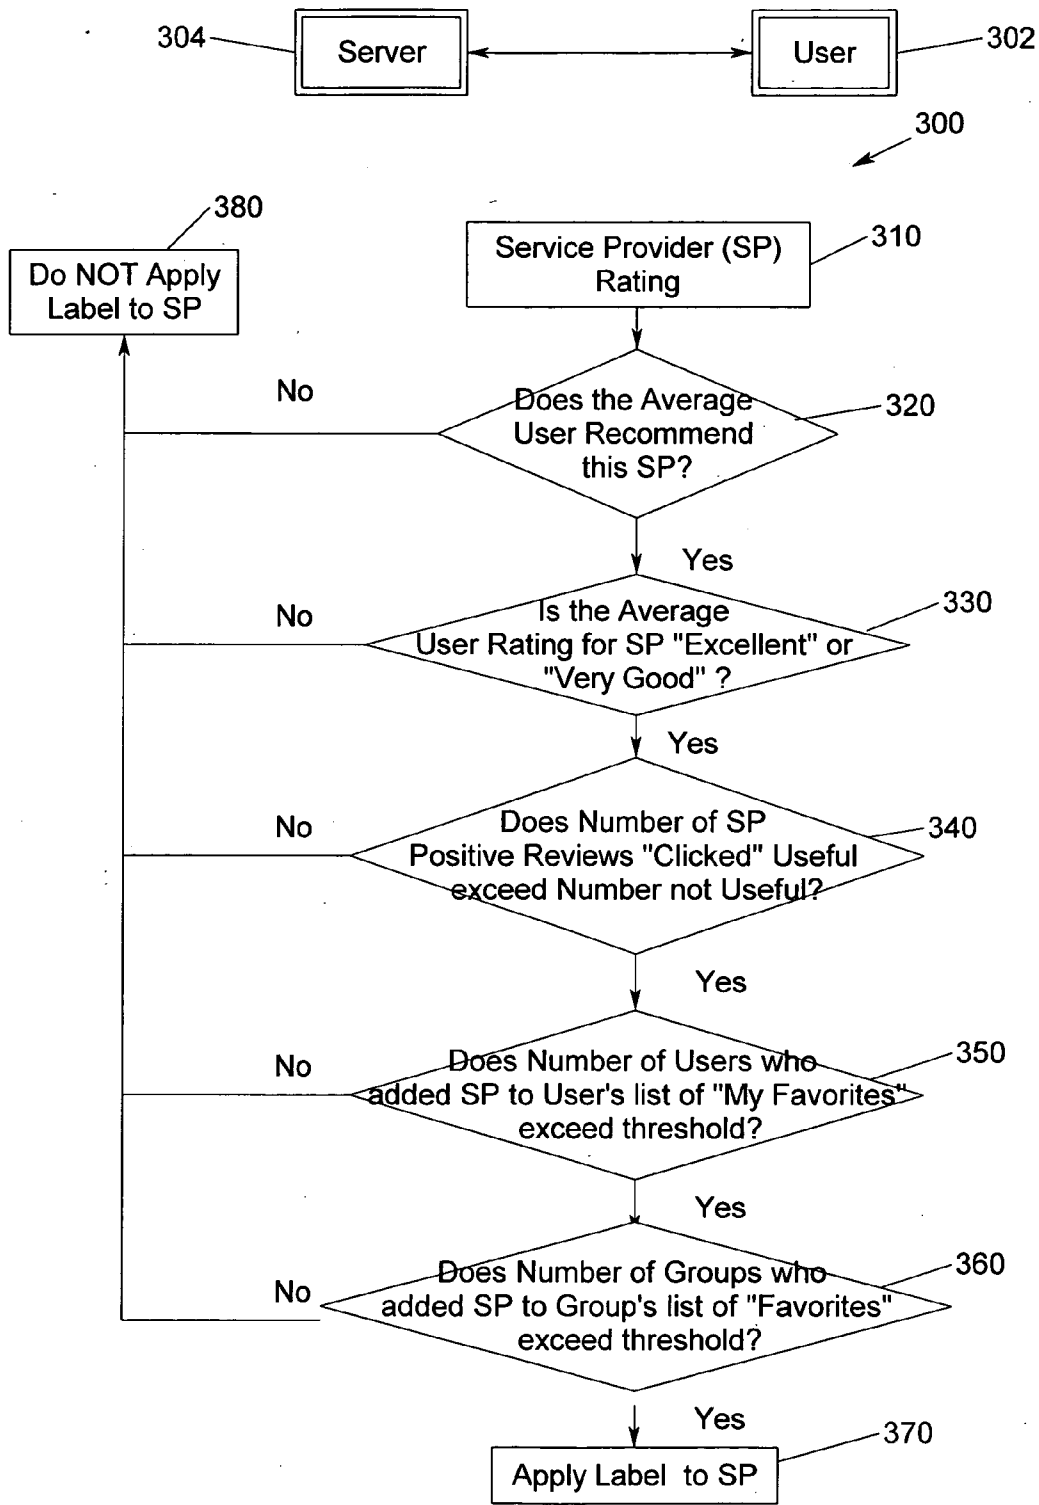 304
Server
User
302
300
380
Do NOT Apply
Label to SP
310
Service Provider (SP)
Rating
No
320
Does the Average
User Recommend
this SP?
Yes
No
330
Is the Average
User Rating for SP "Excellent" or
"Very Good" ?
Yes
No
340
Does Number of SP
Positive Reviews "Clicked" Useful
exceed Number not Useful?
Yes
No
350
Does Number of Users who
added SP to User's list of "My Favorites"
exceed threshold?
Yes
No
360
Does Number of Groups who
added SP to Group's list of "Favorites"
exceed threshold?
Yes
370
Apply Label to SP